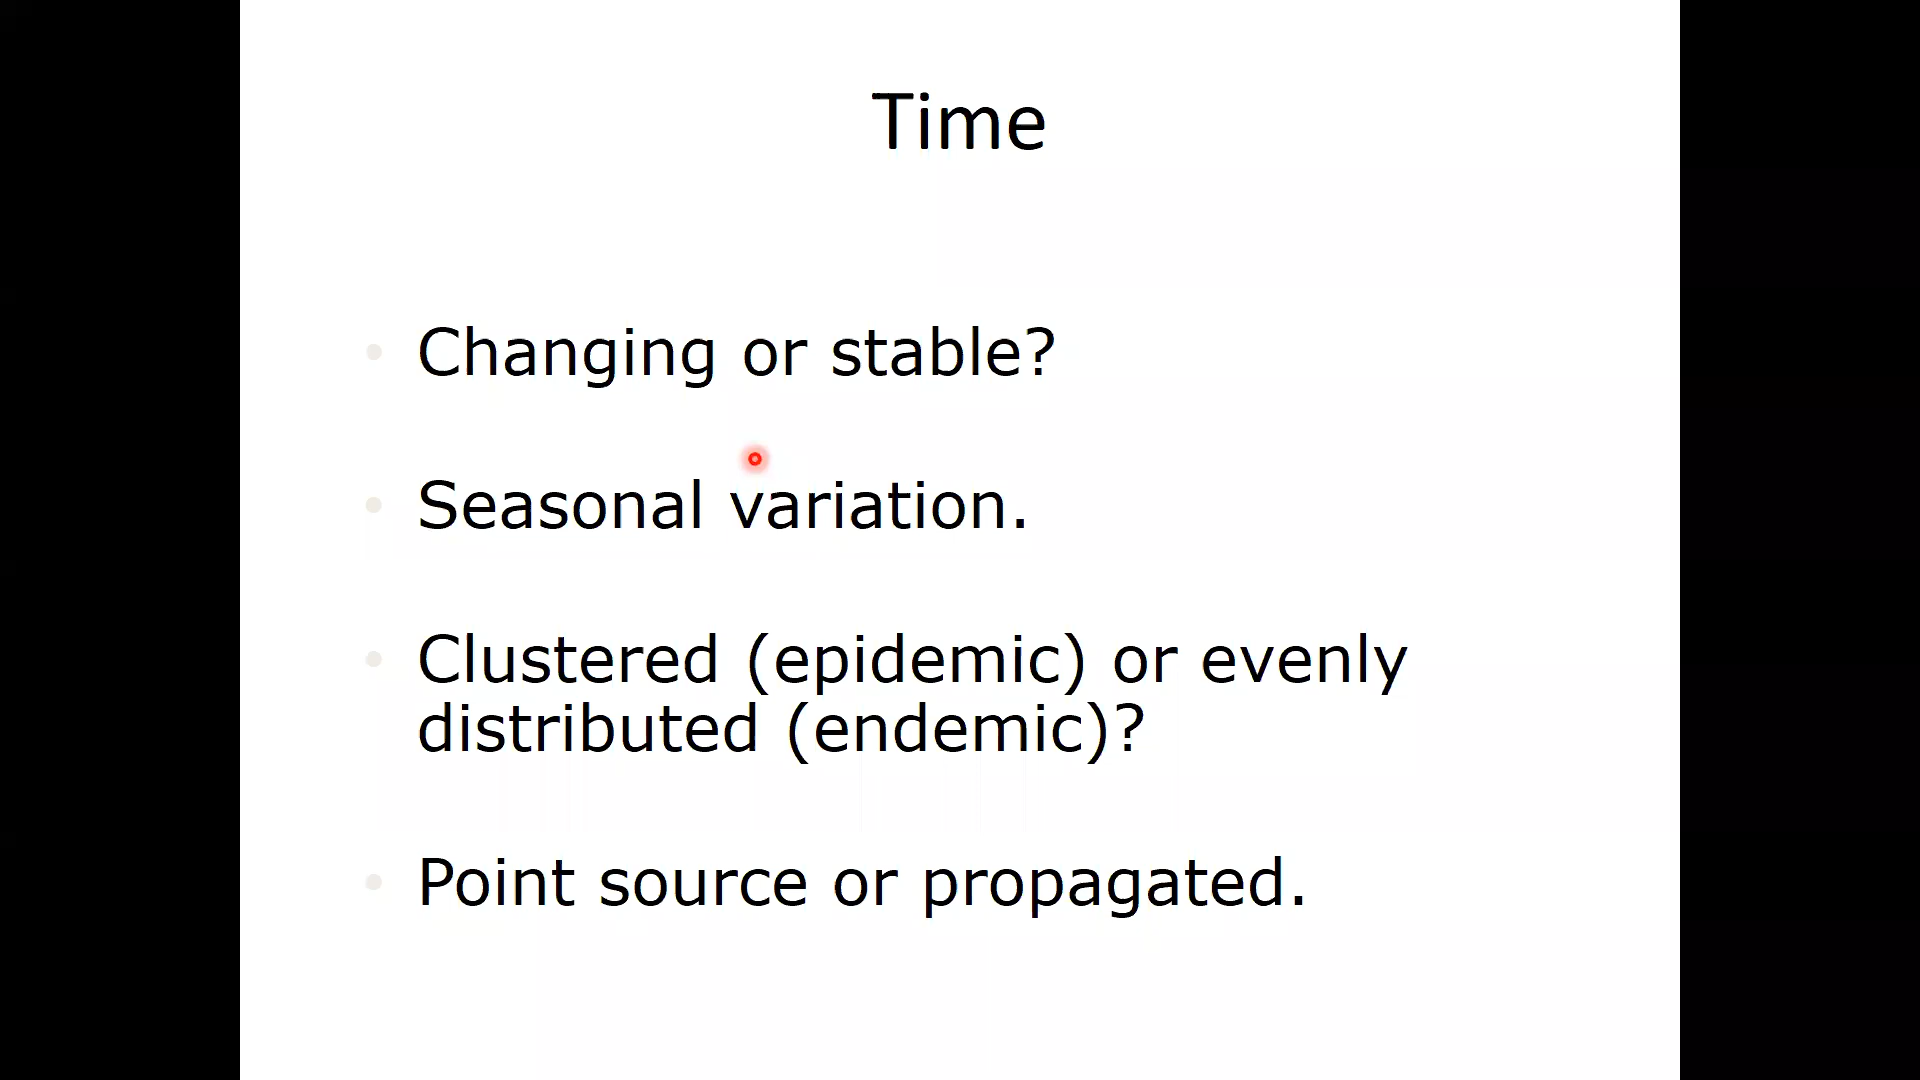 Time
Changing or stable?
Seasonal variation.
Clustered (epidemic) or evenly
distributed (endemic)?
Point source or propagated.